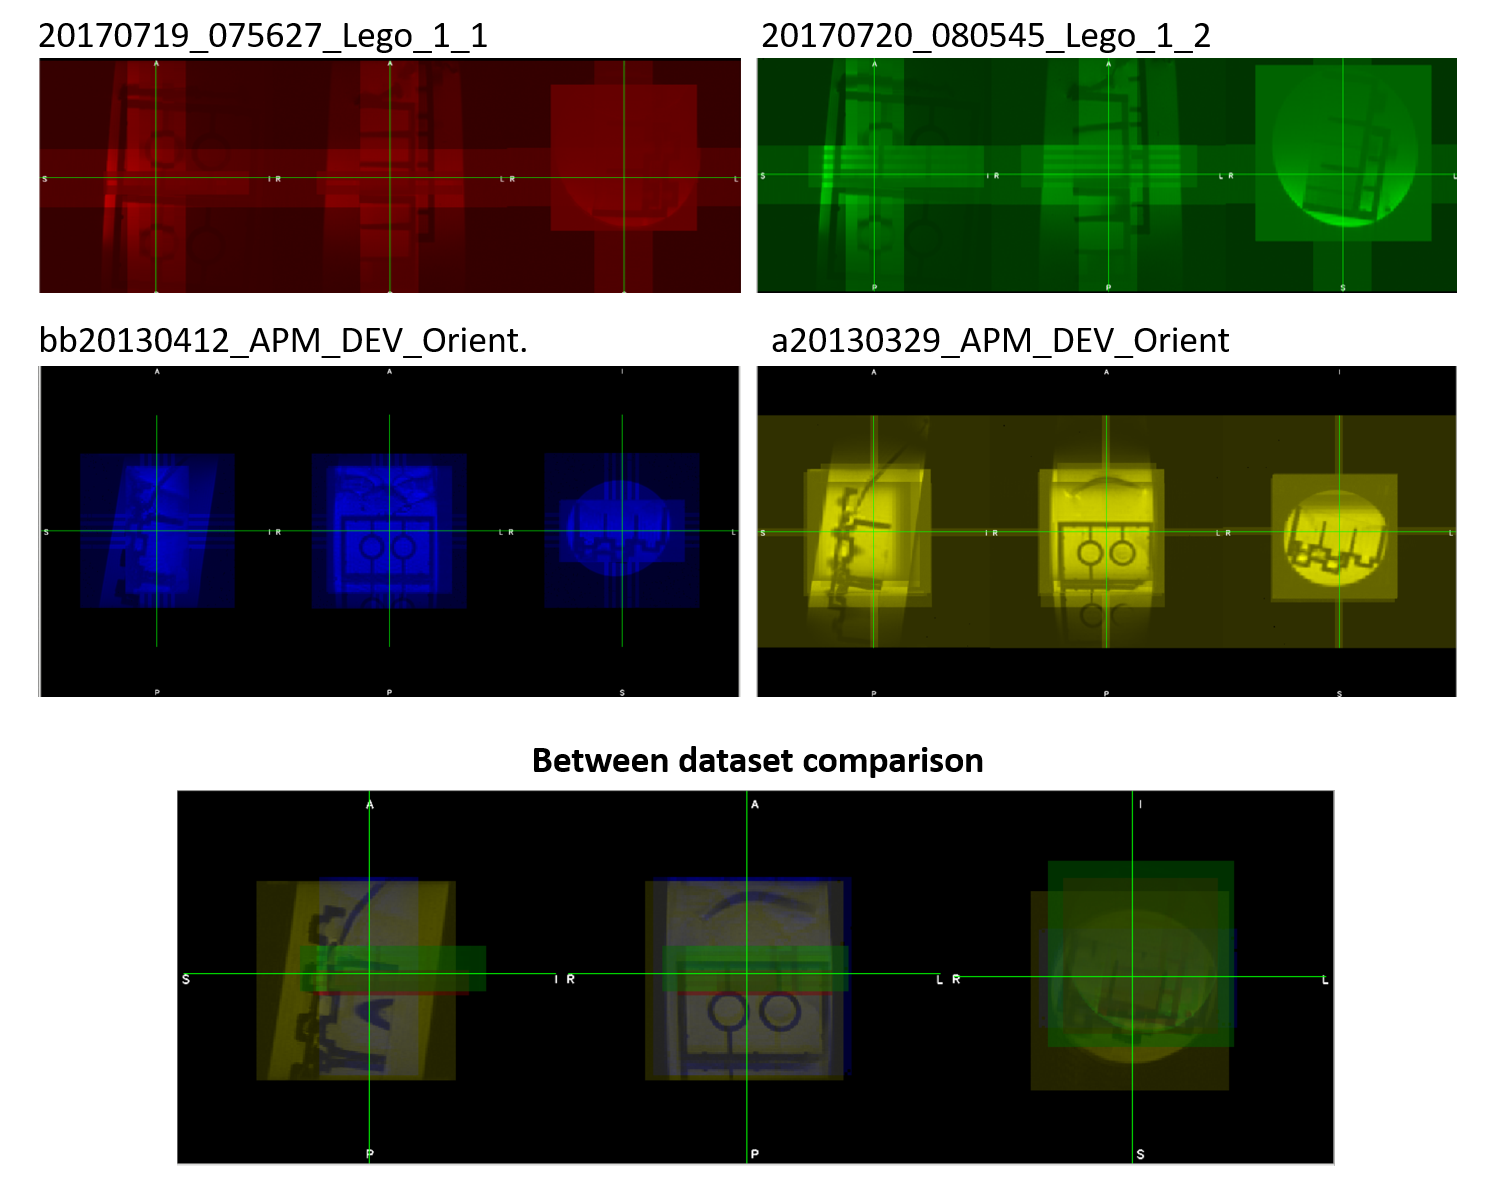 20170719_075627_Lego_1_1
20170720_080545_Lego_1_2
A A
S I R L R L
A A
S I R L R L
P P S
bb20130412_APM_DEV_Orient.
a20130329_APM_DEV_Orient
A A I
S I R L R L
P P S
A A I
S I R L R L
P P S
Between dataset comparison
A A I
S I R L R L
P P S